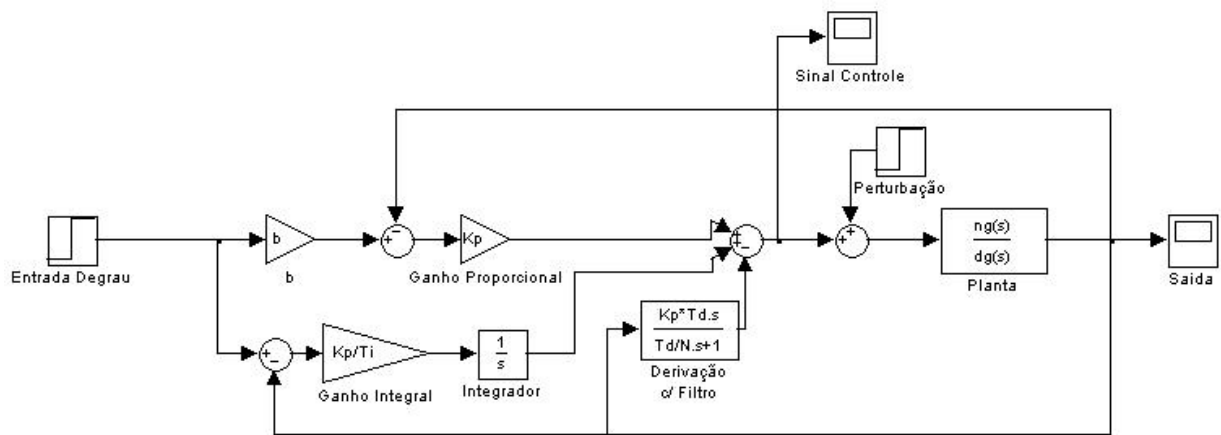 Sinal Controle
Perturbação
Entrada Degrau
b
b
+
−
Kp
Ganho Proporcional
+
+
−
+
+
ng(s)
dg(s)
Planta
Saida
+
−
Kp/Ti
Ganho Integral
1
s
Integrador
Kp*Td.s
Td/N.s+1
Derivação
c/ Filtro